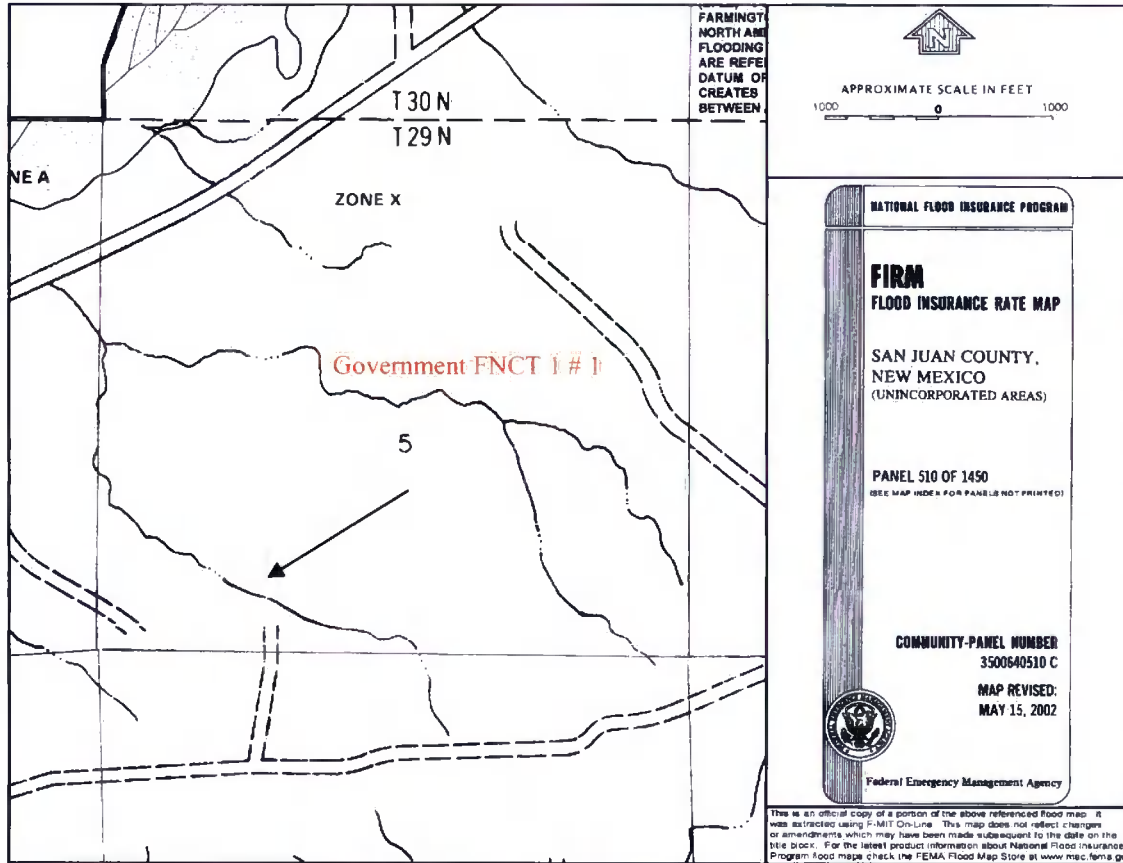 FARMINGT
NORTH AME
FLOODING
ARE REFE
DATUM OF
CREATES
BETWEEN
T 30 N
T 29 N
NE A
ZONE X
Government FNCT 1 # 1
5
N
APPROXIMATE SCALE IN FEET
1000 0 1000
NATIONAL FLOOD INSURANCE PROGRAM
FIRM
FLOOD INSURANCE RATE MAP
SAN JUAN COUNTY,
NEW MEXICO
(UNINCORPORATED AREAS)
PANEL 510 OF 1450
(SEE MAP INDEX FOR PANELS NOT PRINTED)
COMMUNITY-PANEL NUMBER
3500640510 C
MAP REVISED:
MAY 15, 2002
Federal Emergency Management Agency
This is an official copy of a portion of the above referenced flood map. It
was extracted using F-MIT On-Line. This map does not reflect changes
or amendments which may have been made subsequent to the date on the
title block. For the latest product information about National Flood Insurance
Program flood maps check the FEMA Flood Map Store at www.msc.fema.go